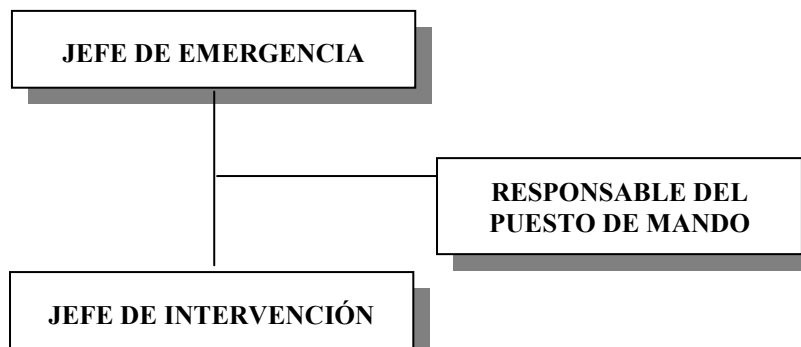 JEFE DE EMERGENCIA
RESPONSABLE DEL
PUESTO DE MANDO
JEFE DE INTERVENCIÓN